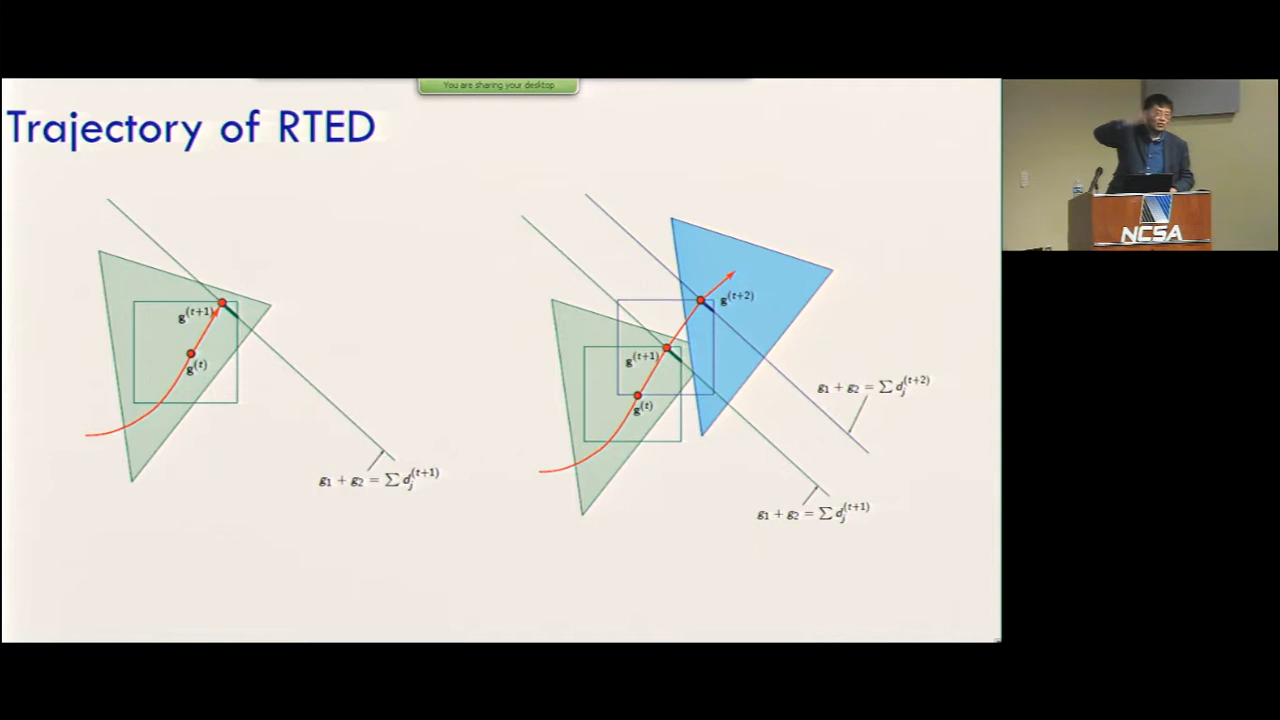 You are sharing your desktop
Trajectory of RTED
g^(t+1)
g^(t)
g₁ + g₂ = ∑ d_j^(t+1)
g^(t+2)
g^(t+1)
g^(t)
g₁ + g₂ = ∑ d_j^(t+2)
g₁ + g₂ = ∑ d_j^(t+1)
NCSA